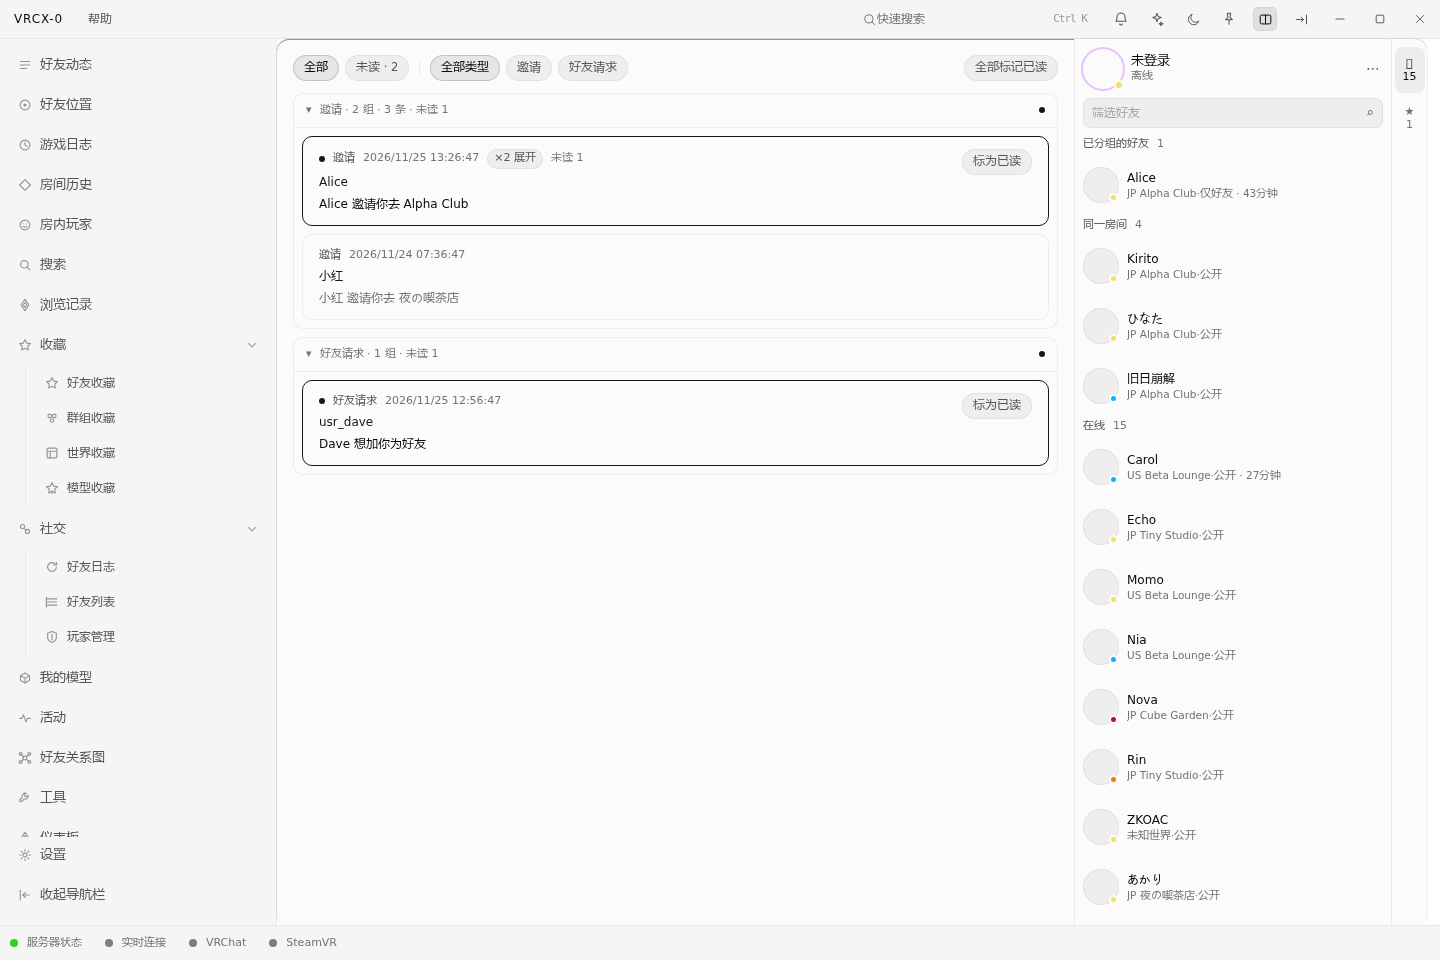 VRCX-0
帮助
快速搜索
Ctrl K
好友动态
好友位置
游戏日志
房间历史
房内玩家
搜索
浏览记录
收藏
好友收藏
群组收藏
世界收藏
模型收藏
社交
好友日志
好友列表
玩家管理
我的模型
活动
好友关系图
工具
仪表板
设置
收起导航栏
全部
未读 · 2
全部类型
邀请
好友请求
全部标记已读
邀请 · 2 组 · 3 条 · 未读 1
邀请 2026/11/25 13:26:47 ×2 展开 未读 1
标为已读
Alice
Alice 邀请你去 Alpha Club
邀请 2026/11/24 07:36:47
小红
小红 邀请你去 夜の喫茶店
好友请求 · 1 组 · 未读 1
好友请求 2026/11/25 12:56:47
标为已读
usr_dave
Dave 想加你为好友
未登录
离线
筛选好友
已分组的好友 1
Alice
JP Alpha Club·仅好友 · 43分钟
同一房间 4
Kirito
JP Alpha Club·公开
ひなた
JP Alpha Club·公开
旧日崩解
JP Alpha Club·公开
在线 15
Carol
US Beta Lounge·公开 · 27分钟
Echo
JP Tiny Studio·公开
Momo
US Beta Lounge·公开
Nia
US Beta Lounge·公开
Nova
JP Cube Garden·公开
Rin
JP Tiny Studio·公开
ZKOAC
未知世界·公开
あかり
JP 夜の喫茶店·公开
15
★
1
服务器状态
实时连接
VRChat
SteamVR